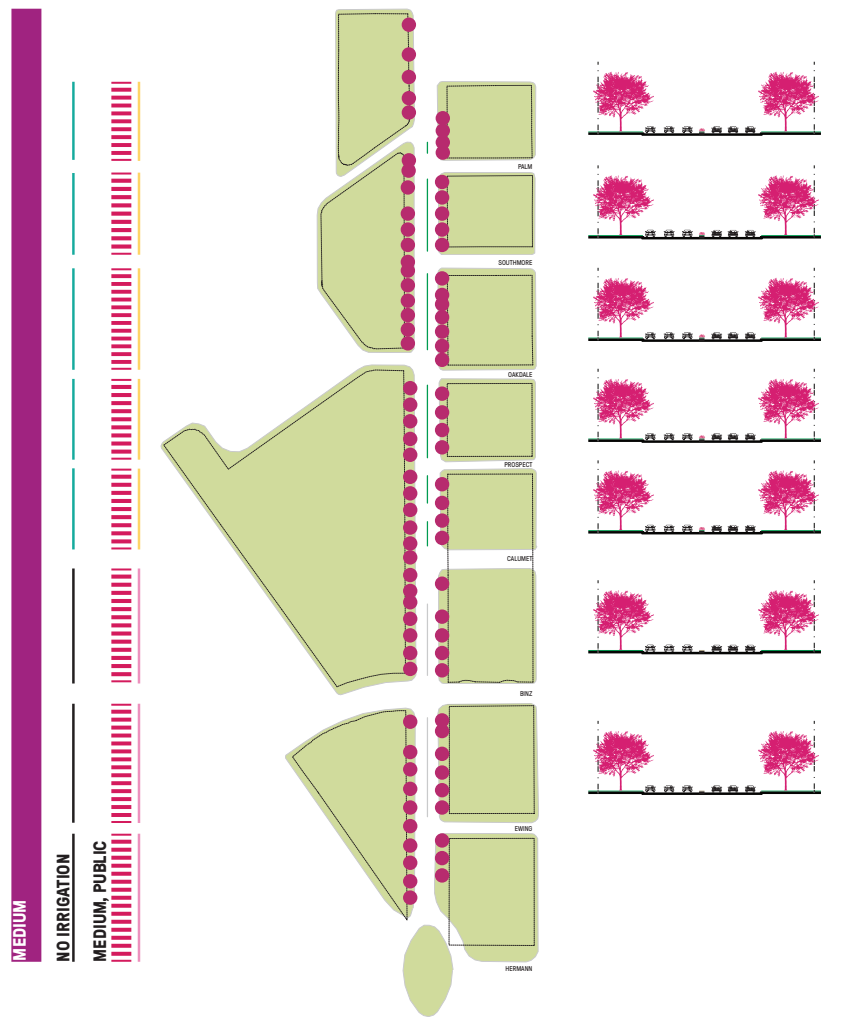 MEDIUM
NO IRRIGATION
MEDIUM, PUBLIC
PALM
SOUTHMORE
OAKDALE
PROSPECT
CALUMET
BINZ
EWING
HERMANN